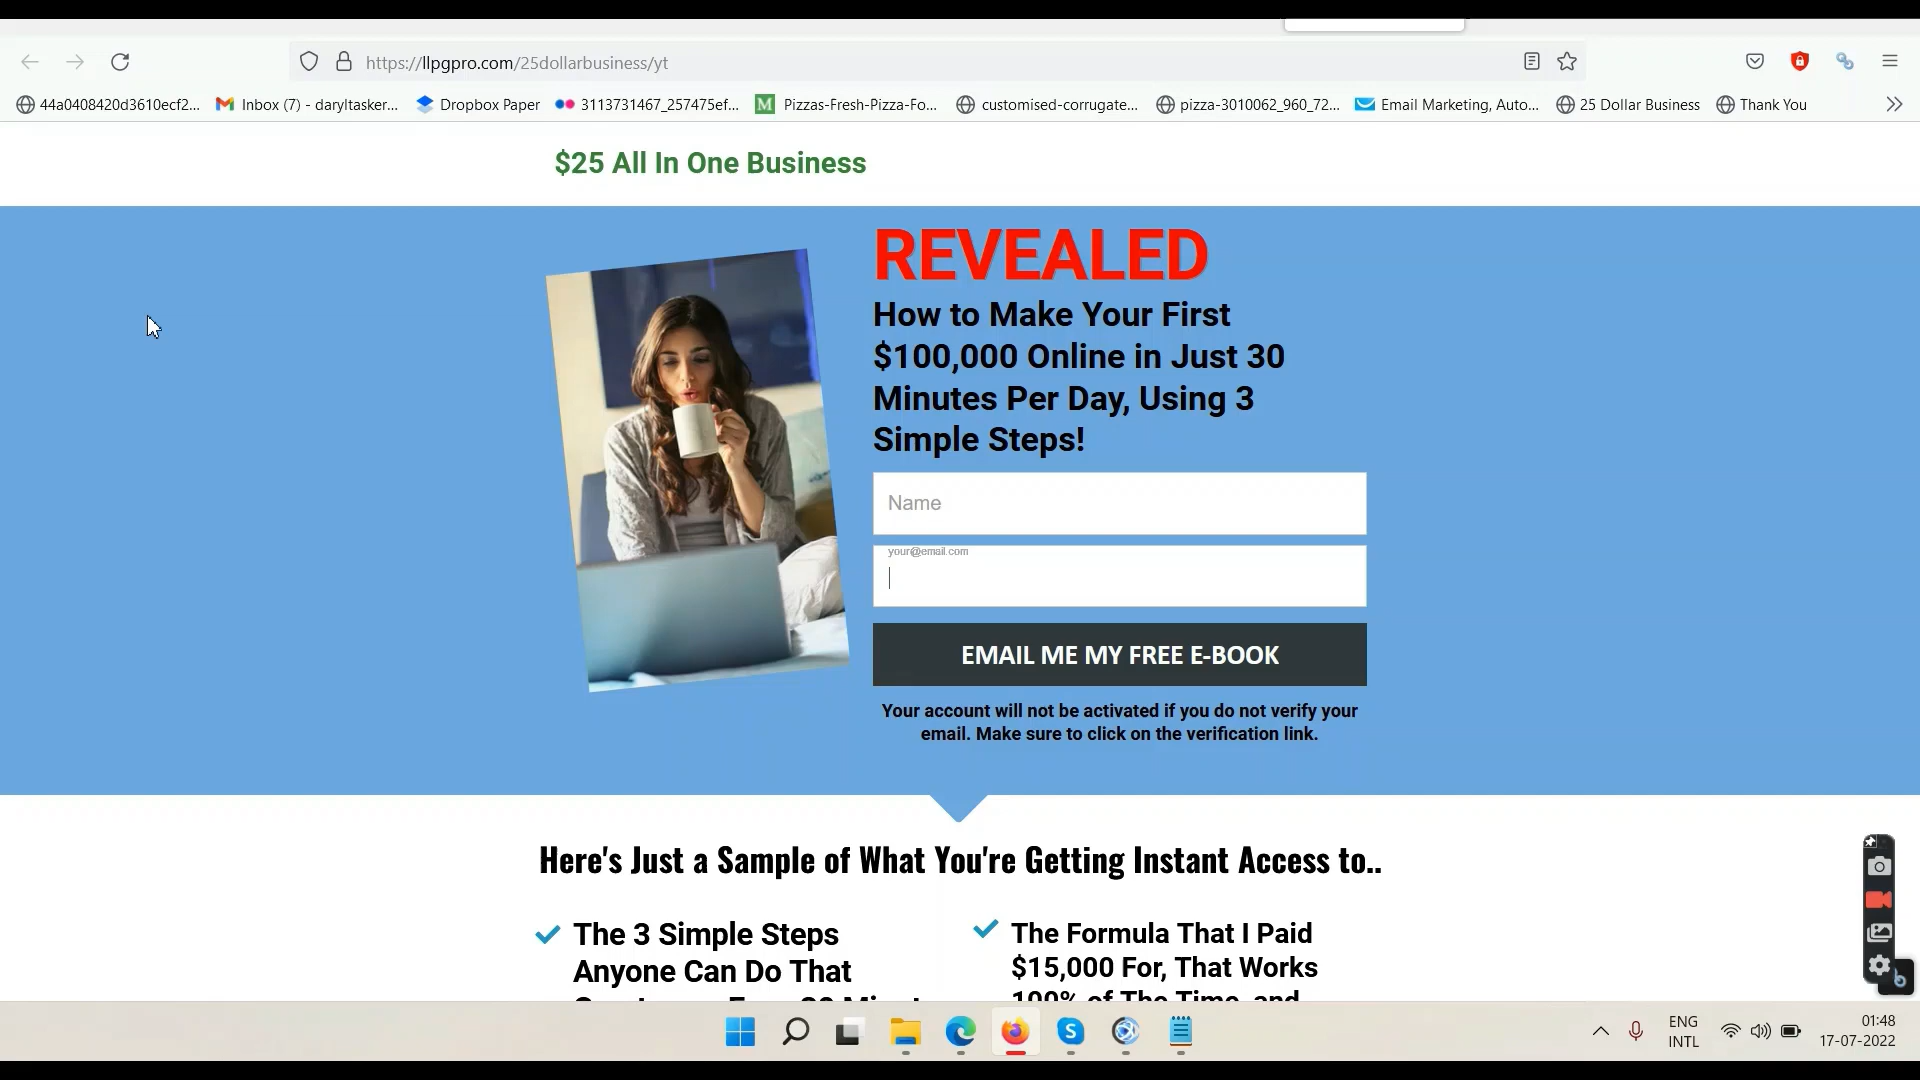 https://llpgpro.com/25dollarbusiness/yt
44a0408420d3610ecf2...
Inbox (7) - daryltasker...
Dropbox Paper
3113731467_257475ef...
M
Pizzas-Fresh-Pizza-Fo...
customised-corrugate...
pizza-3010062_960_72...
Email Marketing, Auto...
25 Dollar Business
Thank You
$25 All In One Business
REVEALED
How to Make Your First
$100,000 Online in Just 30
Minutes Per Day, Using 3
Simple Steps!
Name
your@email.com
EMAIL ME MY FREE E-BOOK
Your account will not be activated if you do not verify your
email. Make sure to click on the verification link.
Here's Just a Sample of What You're Getting Instant Access to..
The 3 Simple Steps
Anyone Can Do That
The Formula That I Paid
$15,000 For, That Works
100% of The Time, and
ENG
INTL
01:48
17-07-2022